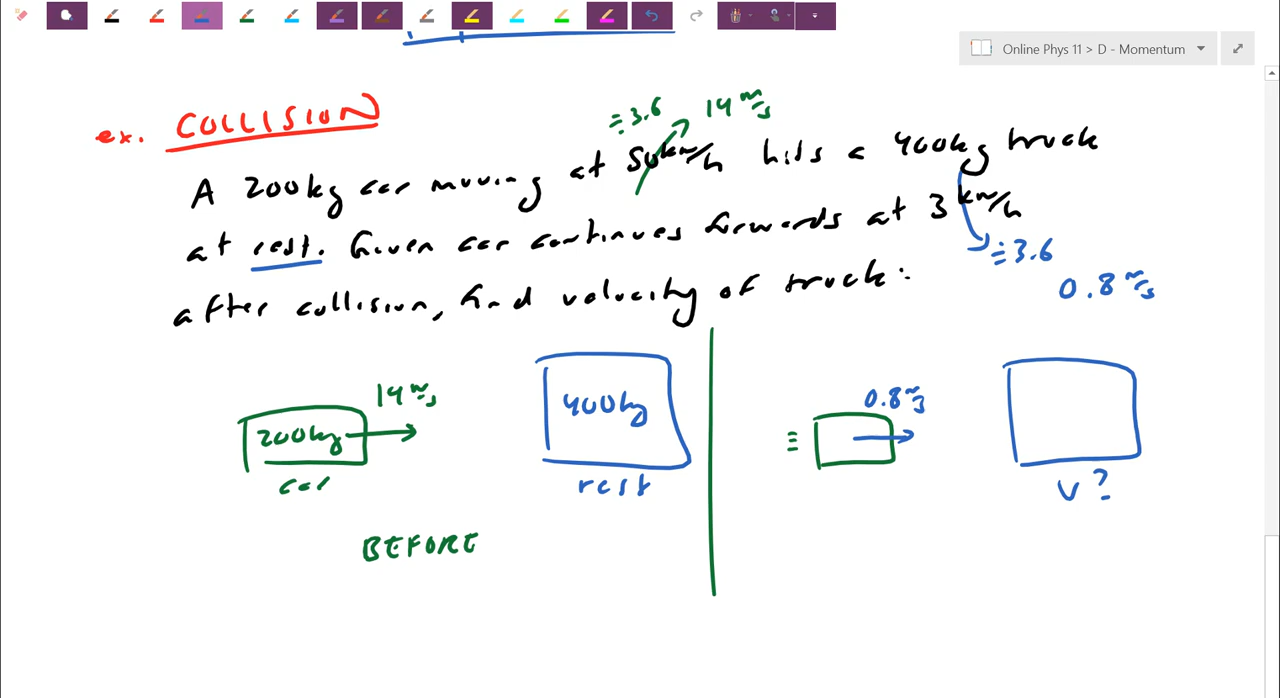 Online Phys 11 > D - Momentum
ex. COLLISION
÷3.6 14 m/s
A 200kg car moving at 50km/h hits a 400kg truck
at rest. Given car continues forwards at 3 km/h
÷3.6
0.8 m/s
after collision, find velocity of truck:
14 m/s
200kg
car
400kg
rest
0.8 m/s
v?
BEFORE